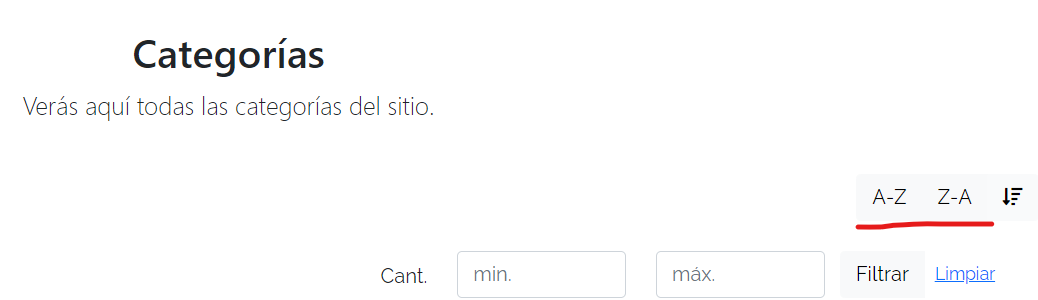 Categorías
Verás aquí todas las categorías del sitio.
A-Z Z-A
Cant. min. máx. Filtrar Limpiar